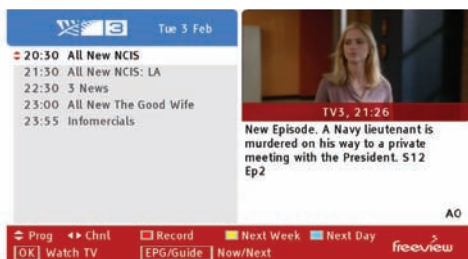 3 Tue 3 Feb
20:30 All New NCIS
21:30 All New NCIS: LA
22:30 3 News
23:00 All New The Good Wife
23:55 Infomercials
TV3, 21:26
New Episode. A Navy lieutenant is
murdered on his way to a private
meeting with the President. S12
Ep2
AO
Prog Chnl Record Next Week Next Day
OK Watch TV EPG/Guide Now/Next
freeview